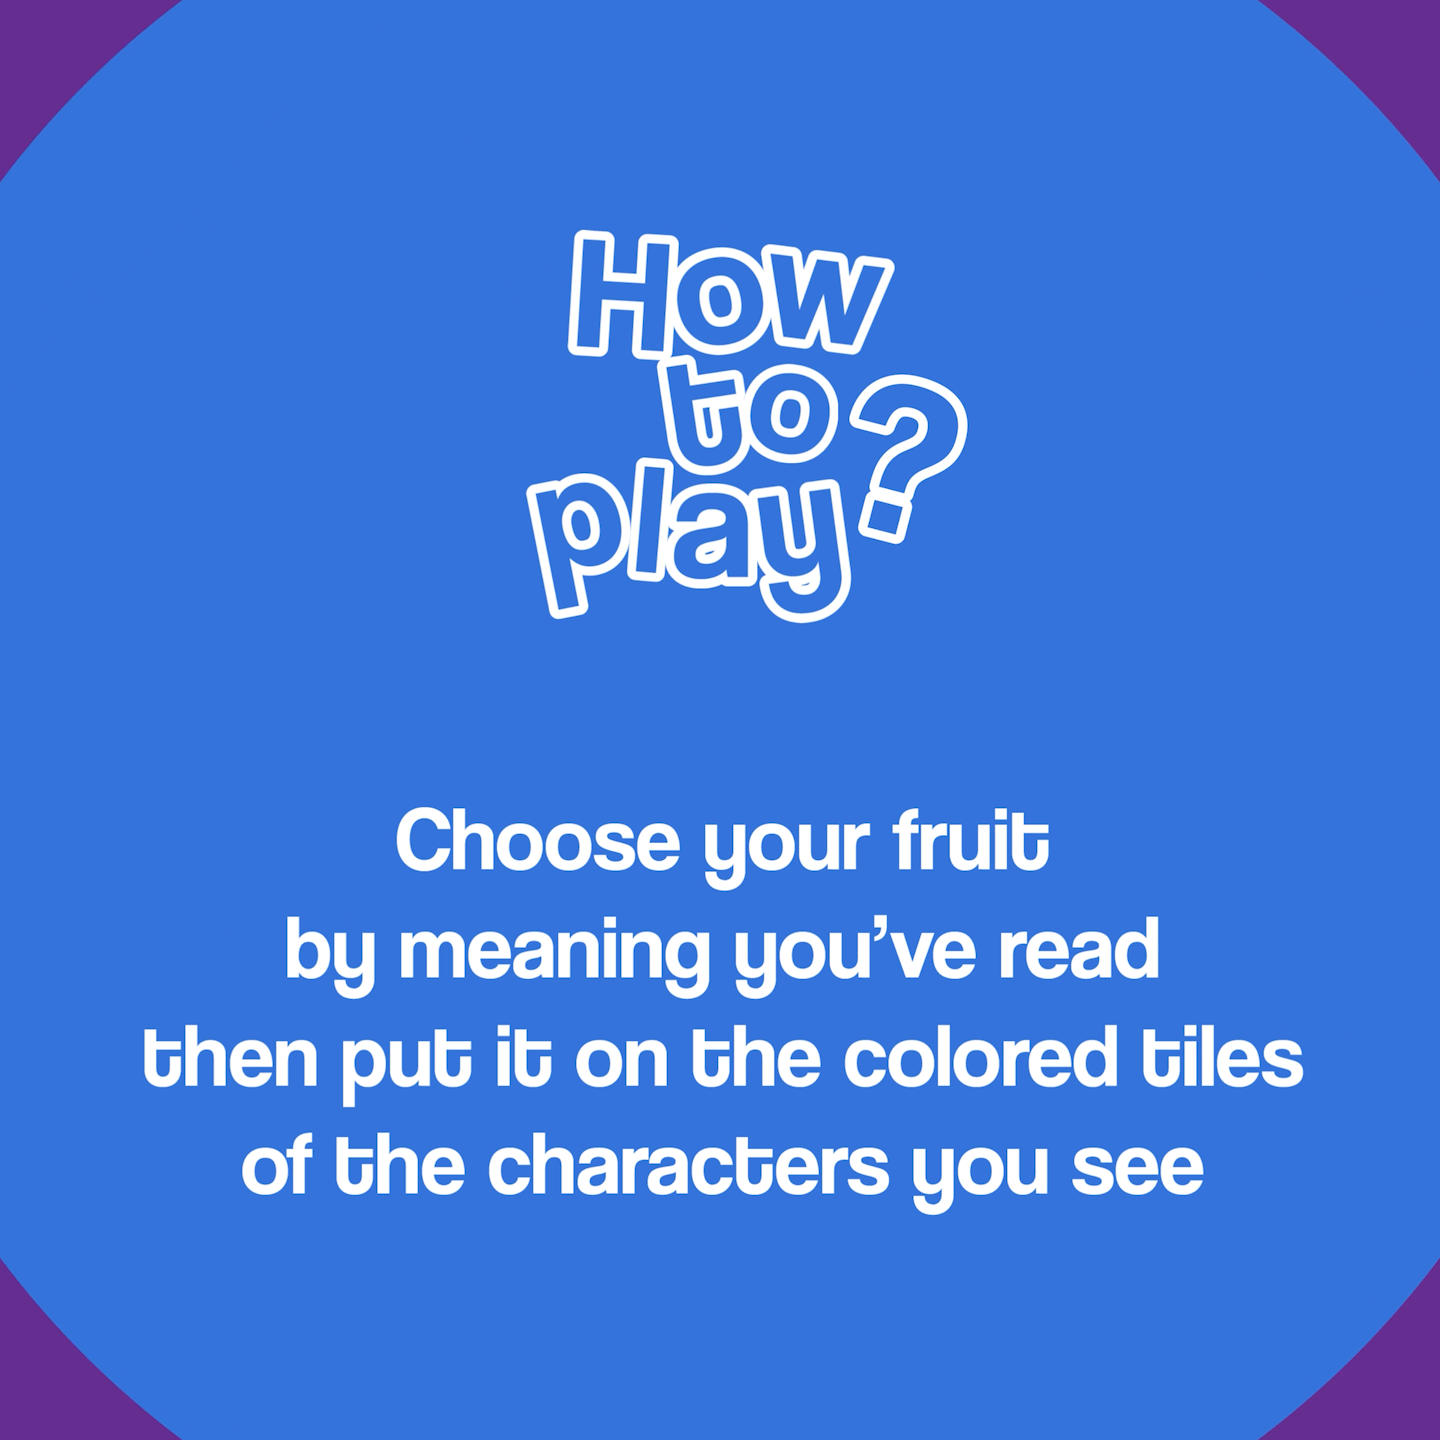 How
to
play?
Choose your fruit
by meaning you’ve read
then put it on the colored tiles
of the characters you see